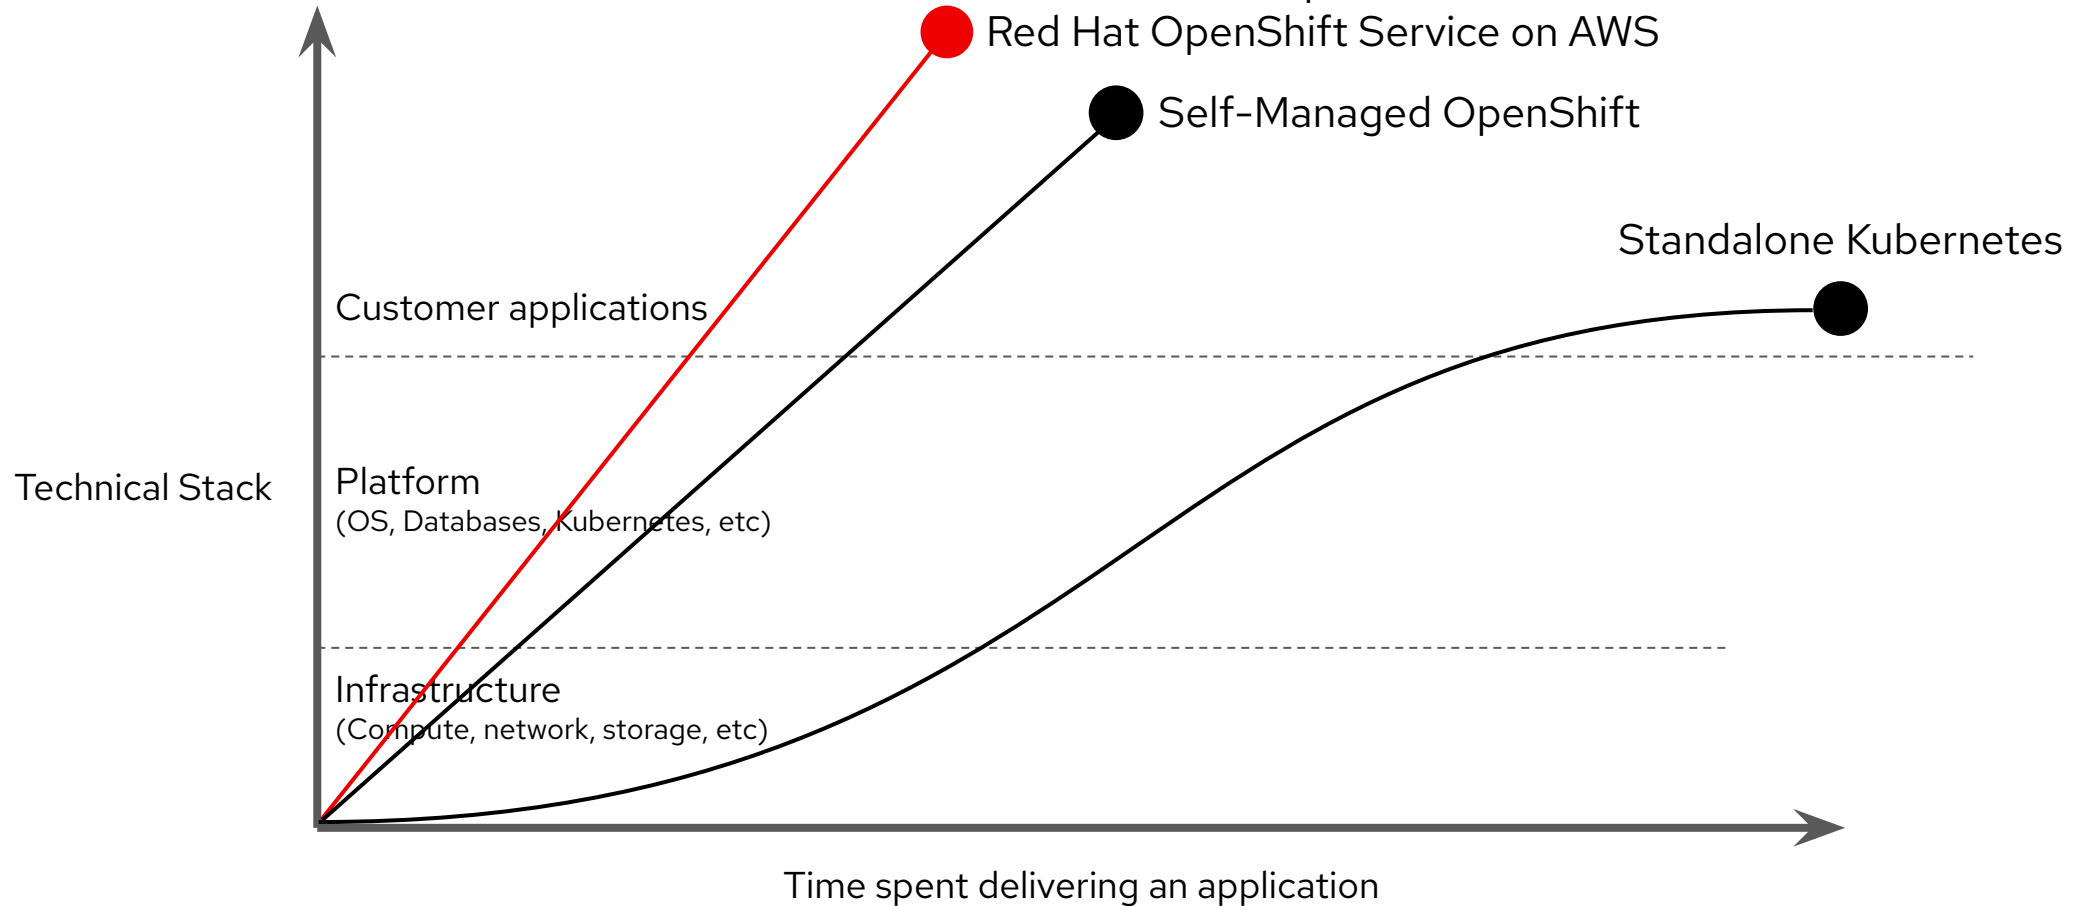 Red Hat OpenShift Service on AWS
Self-Managed OpenShift
Standalone Kubernetes
Customer applications
Technical Stack
Platform
(OS, Databases, Kubernetes, etc)
Infrastructure
(Compute, network, storage, etc)
Time spent delivering an application